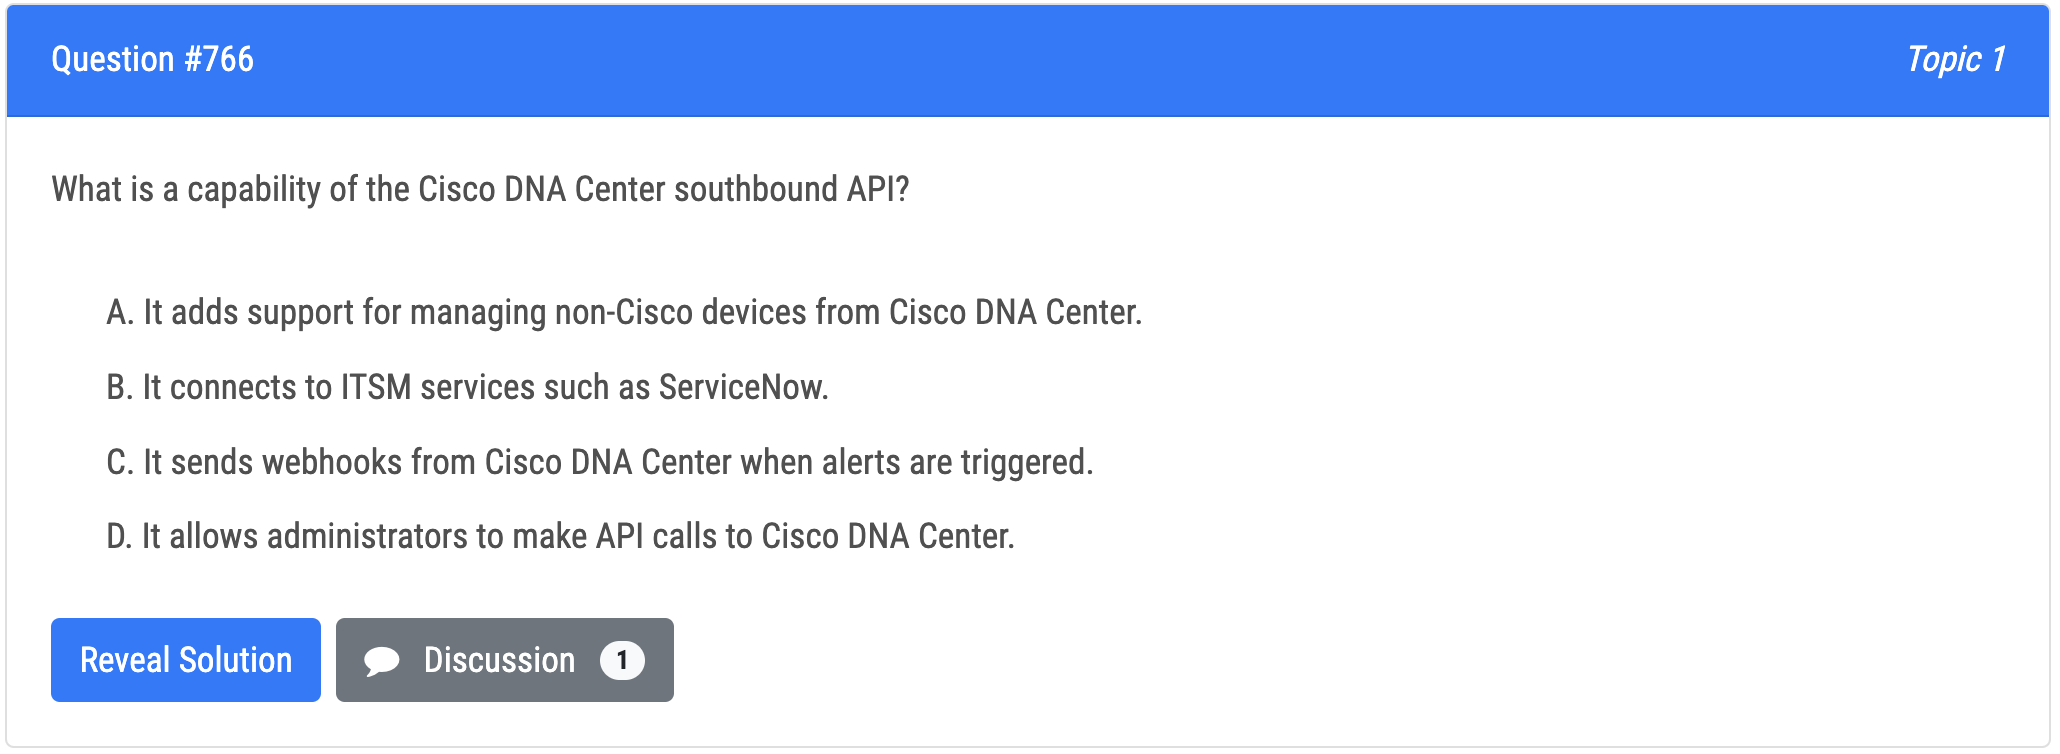 Question #766
Topic 1
What is a capability of the Cisco DNA Center southbound API?
A. It adds support for managing non-Cisco devices from Cisco DNA Center.
B. It connects to ITSM services such as ServiceNow.
C. It sends webhooks from Cisco DNA Center when alerts are triggered.
D. It allows administrators to make API calls to Cisco DNA Center.
Reveal Solution
Discussion 1